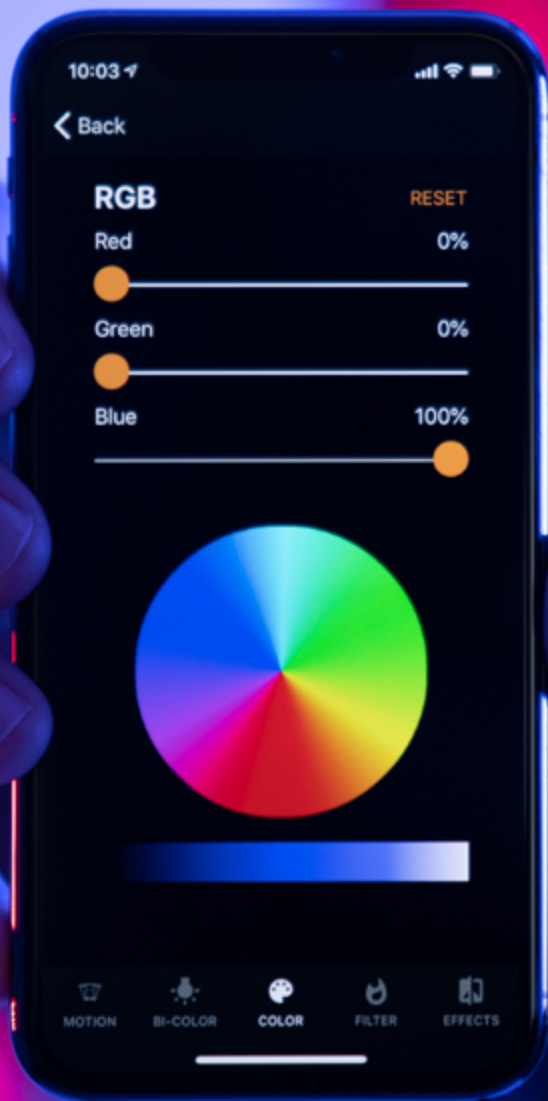 10:03
Back
RGB RESET
Red 0%
Green 0%
Blue 100%
MOTION BI-COLOR COLOR FILTER EFFECTS